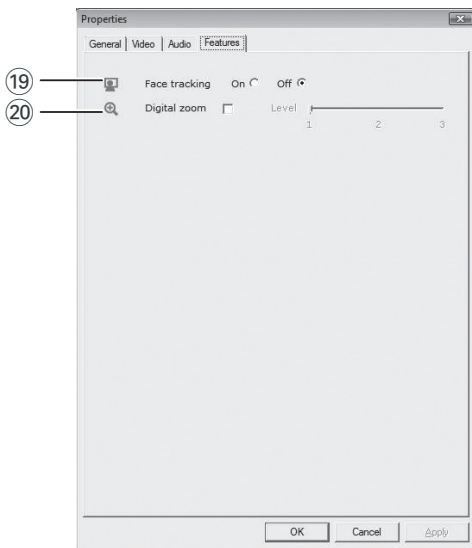 Properties
General Video Audio Features
⑲ Face tracking On Off
⑳ Digital zoom Level
1 2 3
OK Cancel Apply